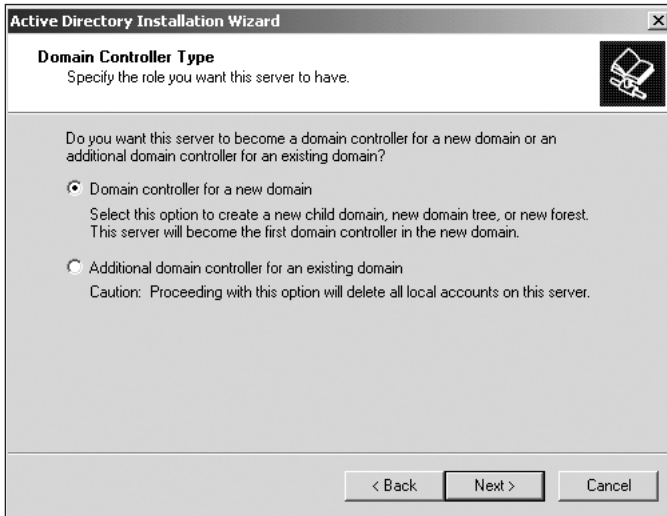 Active Directory Installation Wizard
Domain Controller Type
Specify the role you want this server to have.
Do you want this server to become a domain controller for a new domain or an
additional domain controller for an existing domain?
Domain controller for a new domain
Select this option to create a new child domain, new domain tree, or new forest.
This server will become the first domain controller in the new domain.
Additional domain controller for an existing domain
Caution: Proceeding with this option will delete all local accounts on this server.
< Back Next > Cancel